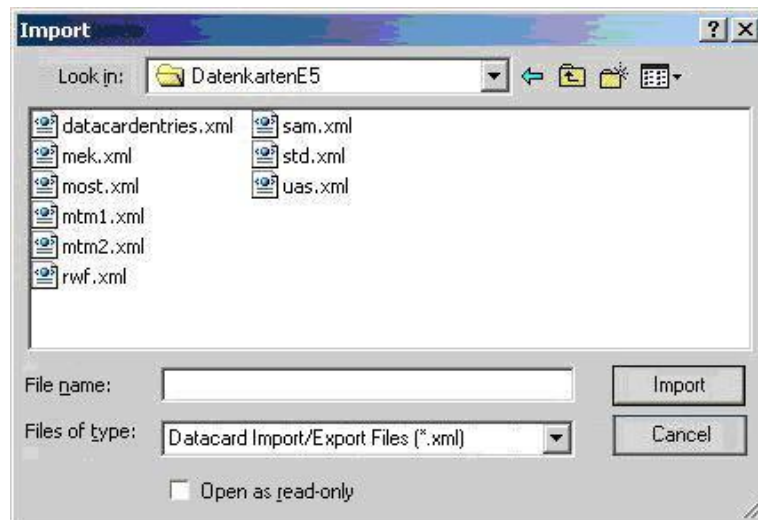 Import
Look in: DatenkartenE5
datacardentries.xml sam.xml
mek.xml std.xml
most.xml uas.xml
mtm1.xml
mtm2.xml
rwf.xml
File name: Import
Files of type: Datacard Import/Export Files (*.xml) Cancel
Open as read-only